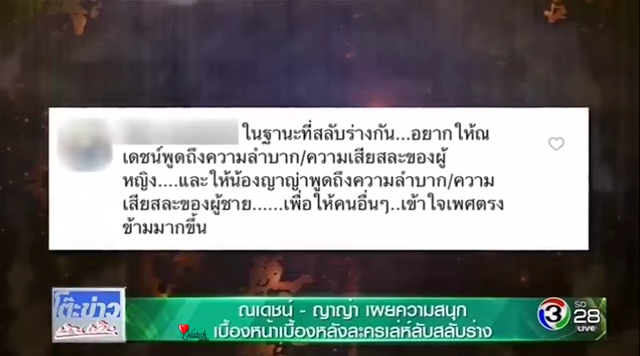 ในฐานะที่สลับร่างกัน...อยากให้ณ
เดชน์พูดถึงความลำบาก/ความเสียสละของผู้
หญิง....และให้น้องญาญ่าพูดถึงความลำบาก/ความ
เสียสละของผู้ชาย......เพื่อให้คนอื่นๆ..เข้าใจเพศตรง
ข้ามมากขึ้น
โต๊ะข่าว
บันเทิง
ณเดชน์ - ญาญ่า เผยความสนุก
เบื้องหน้าเบื้องหลังละครเล่ห์ลับสลับร่าง
3
SD
28
LIVE